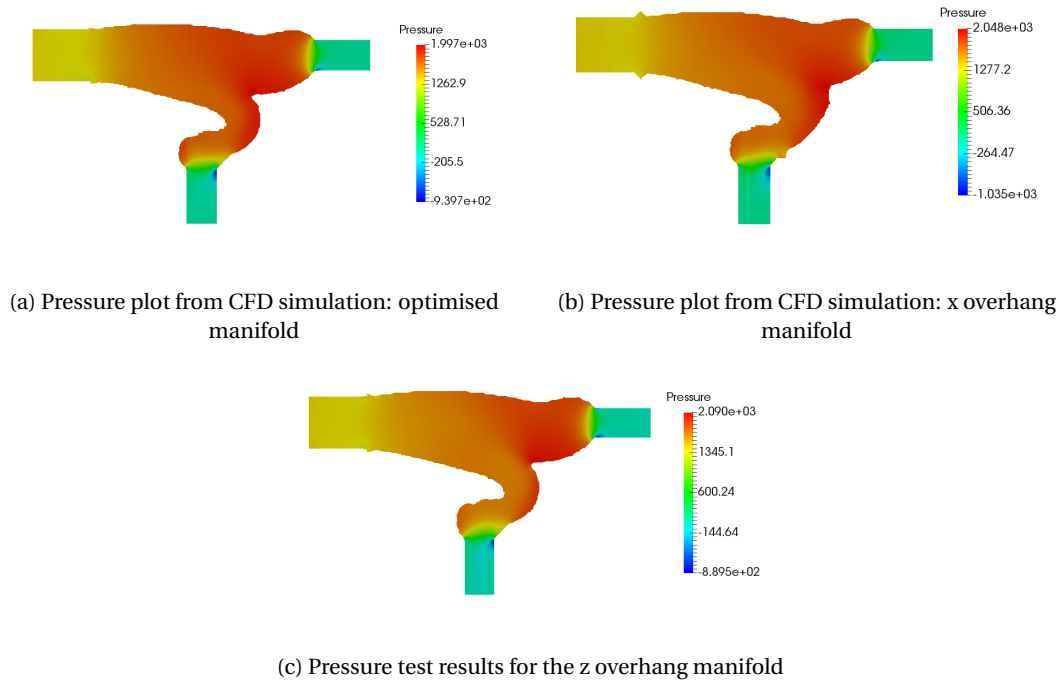 Pressure
1.997e+03
1262.9
528.71
-205.5
-9.397e+02
Pressure
2.048e+03
1277.2
506.36
-264.47
-1.035e+03
(a) Pressure plot from CFD simulation: optimised
manifold
(b) Pressure plot from CFD simulation: x overhang
manifold
Pressure
2.090e+03
1345.1
600.24
-144.64
-8.895e+02
(c) Pressure test results for the z overhang manifold